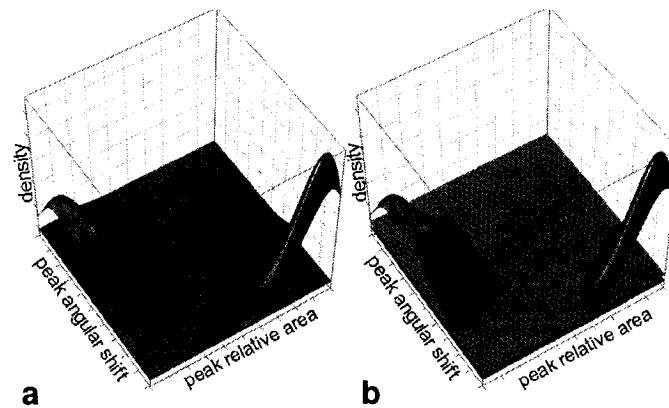 density
peak angular shift
peak relative area
a
density
peak angular shift
peak relative area
b